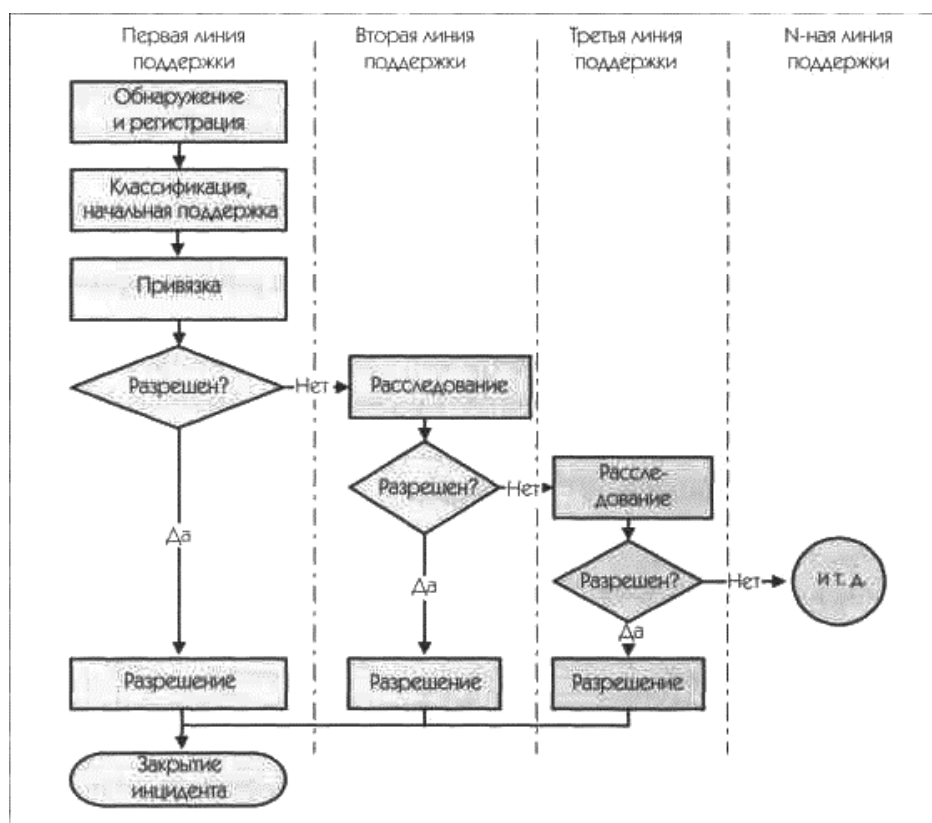 Первая линия
поддержки
Вторая линия
поддержки
Третья линия
поддержки
N-ная линия
поддержки
Обнаружение
и регистрация
Классификация,
начальная поддержка
Привязка
Разрешен?
Нет
Расследование
Разрешен?
Нет
Рассле-
дование
Да
Да
Разрешен?
Нет
и т. д.
Да
Разрешение
Разрешение
Разрешение
Закрытие
инцидента